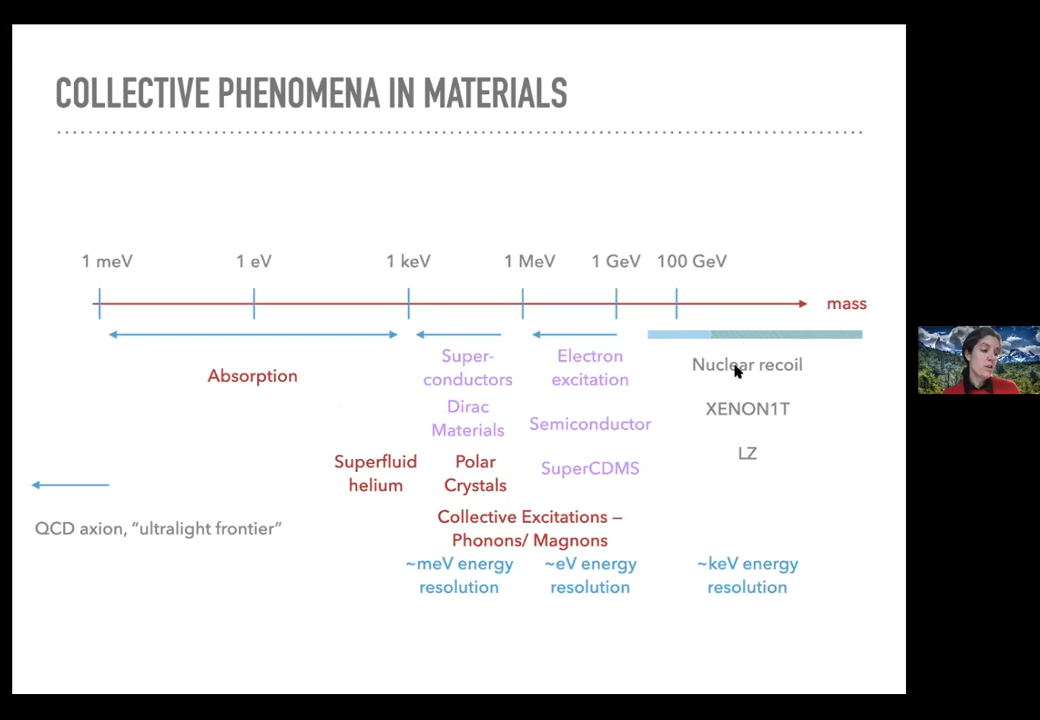 COLLECTIVE PHENOMENA IN MATERIALS
1 meV
1 eV
1 keV
1 MeV
1 GeV
100 GeV
mass
Absorption
Super-
conductors
Dirac
Materials
Electron
excitation
Semiconductor
SuperCDMS
Nuclear recoil
XENON1T
LZ
Superfluid
helium
Polar
Crystals
QCD axion, “ultralight frontier”
Collective Excitations –
Phonons/ Magnons
~meV energy
resolution
~eV energy
resolution
~keV energy
resolution